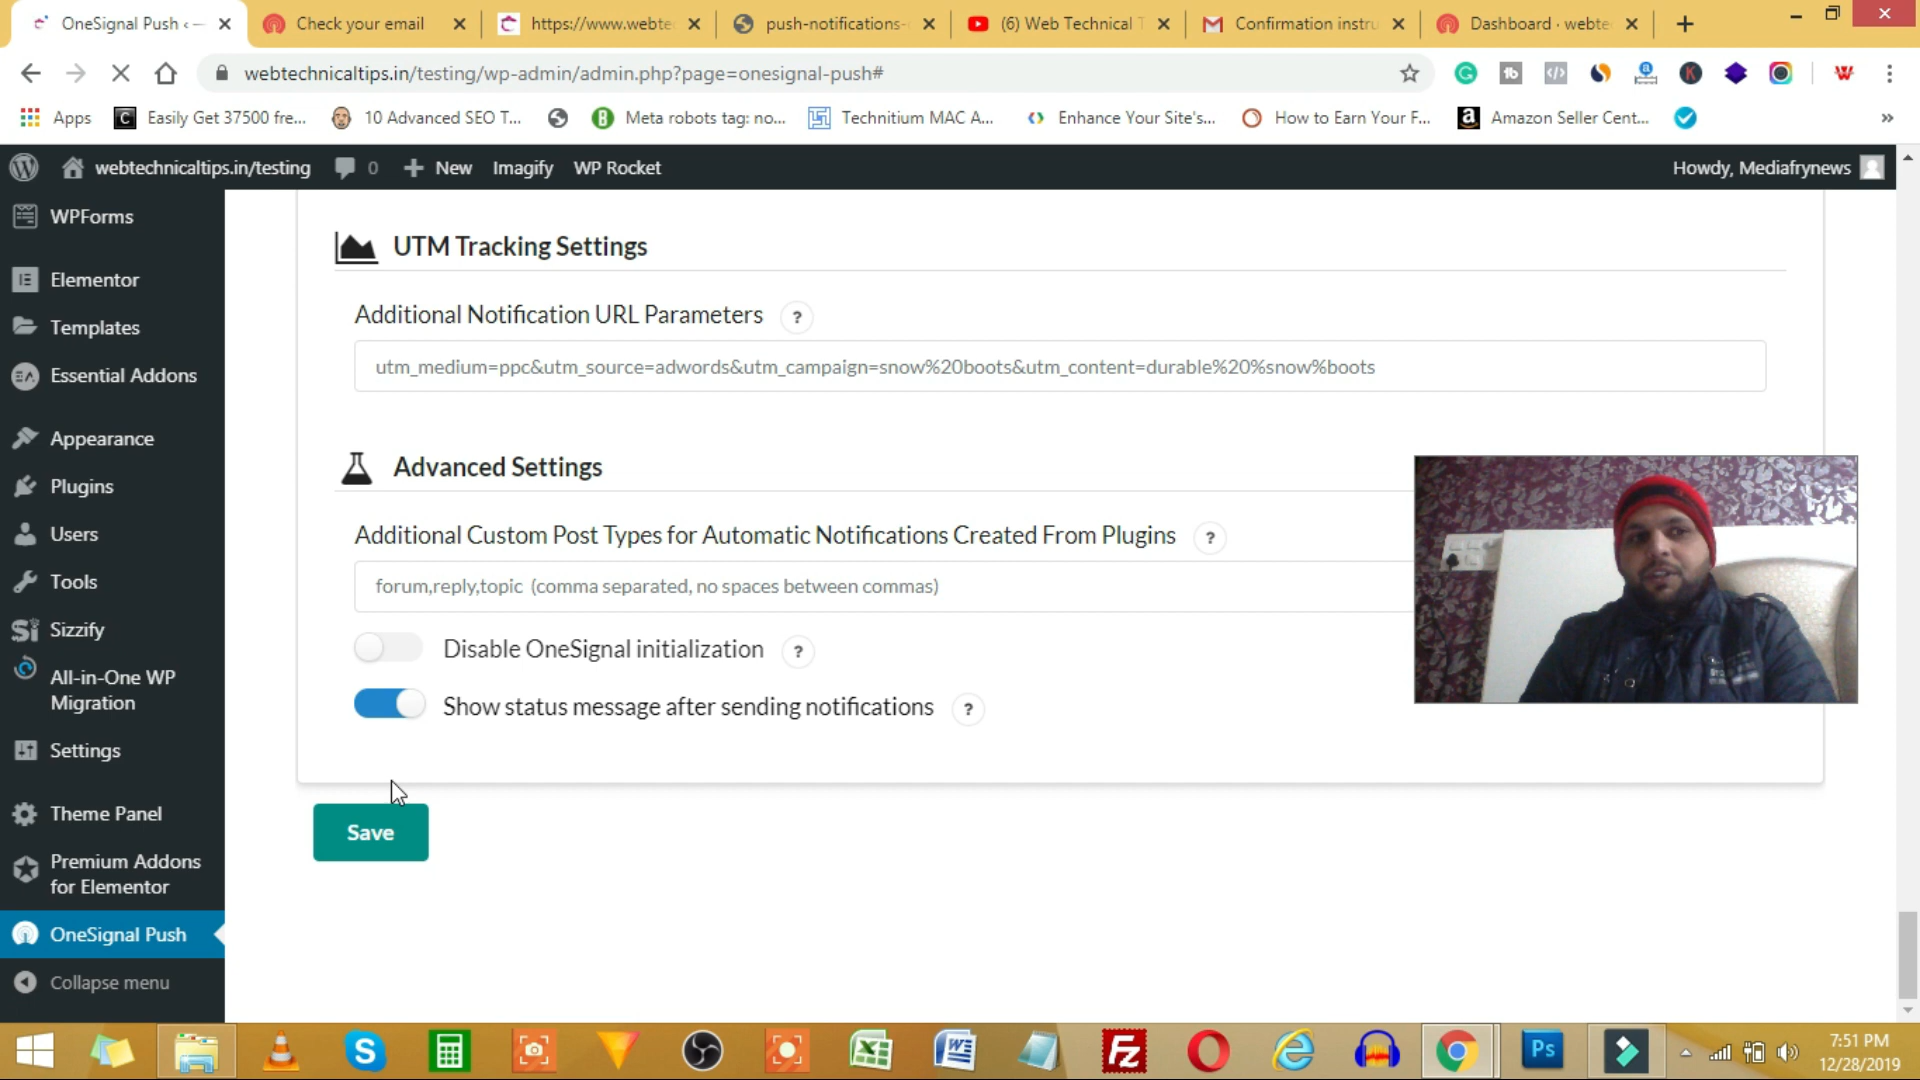 OneSignal Push ‹ —
Check your email
https://www.webte
push-notifications-
(6) Web Technical T
Confirmation instru
Dashboard · webte
webtechnicaltips.in/testing/wp-admin/admin.php?page=onesignal-push#
Apps
Easily Get 37500 fre...
10 Advanced SEO T...
Meta robots tag: no...
Technitium MAC A...
Enhance Your Site's...
How to Earn Your F...
Amazon Seller Cent...
»
webtechnicaltips.in/testing
0
New
Imagify
WP Rocket
Howdy, Mediafrynews
WPForms
Elementor
Templates
Essential Addons
Appearance
Plugins
Users
Tools
Sizzify
All-in-One WP
Migration
Settings
Theme Panel
Premium Addons
for Elementor
OneSignal Push
Collapse menu
UTM Tracking Settings
Additional Notification URL Parameters ?
utm_medium=ppc&utm_source=adwords&utm_campaign=snow%20boots&utm_content=durable%20%snow%boots
Advanced Settings
Additional Custom Post Types for Automatic Notifications Created From Plugins ?
forum,reply,topic (comma separated, no spaces between commas)
Disable OneSignal initialization ?
Show status message after sending notifications ?
Save
7:51 PM
12/28/2019